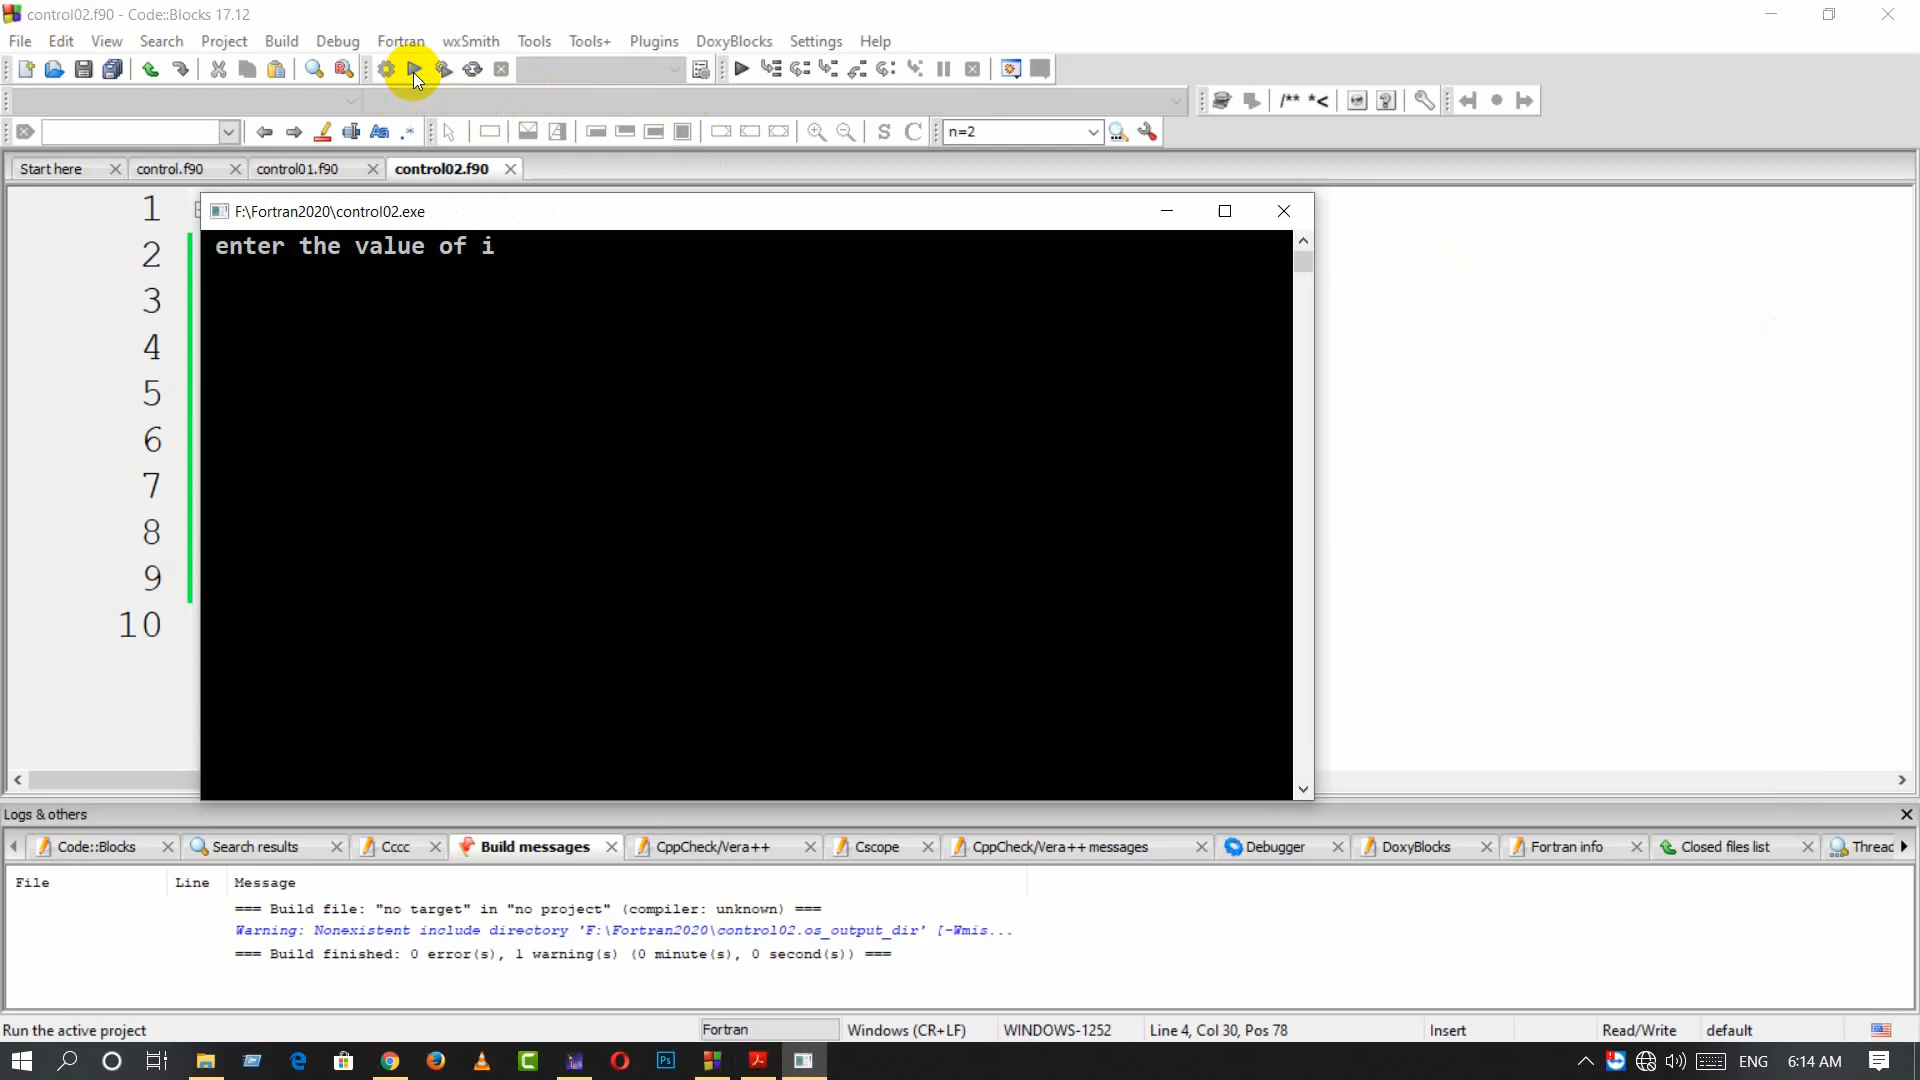 control02.f90 - Code::Blocks 17.12
File Edit View Search Project Build Debug Fortran wxSmith Tools Tools+ Plugins DoxyBlocks Settings Help
/** *<
n=2
Start here control.f90 control01.f90 control02.f90
F:\Fortran2020\control02.exe
enter the value of i
1
2
3
4
5
6
7
8
9
10
Logs & others
Code::Blocks Search results Cccc Build messages CppCheck/Vera++ Cscope CppCheck/Vera++ messages Debugger DoxyBlocks Fortran info Closed files list Threac
File Line Message
=== Build file: "no target" in "no project" (compiler: unknown) ===
Warning: Nonexistent include directory 'F:\Fortran2020\control02.os_output_dir' [-Wmis...
=== Build finished: 0 error(s), 1 warning(s) (0 minute(s), 0 second(s)) ===
Run the active project Fortran Windows (CR+LF) WINDOWS-1252 Line 4, Col 30, Pos 78 Insert Read/Write default
ENG 6:14 AM